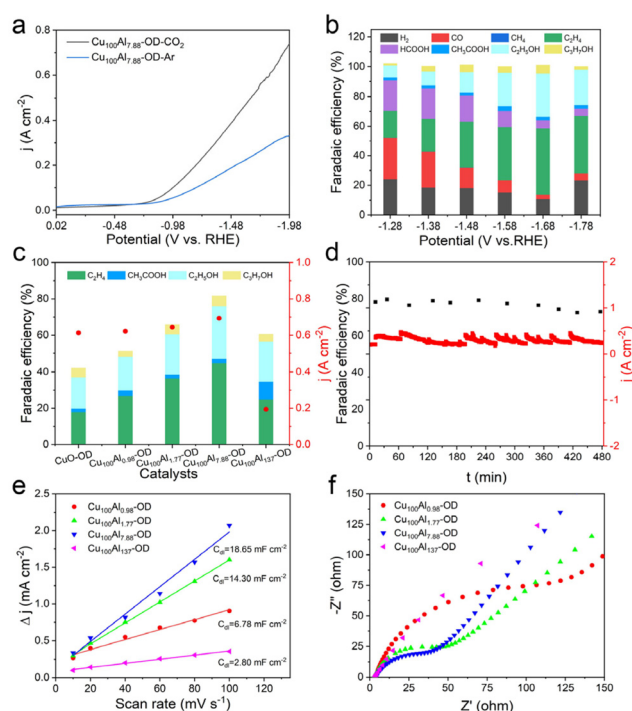 a
0.8
0.6
0.4
0.2
0.0
j (A cm⁻²)
Cu₁₀₀Al₇.₈₈-OD-CO₂
Cu₁₀₀Al₇.₈₈-OD-Ar
0.02 -0.48 -0.98 -1.48 -1.98
Potential (V vs. RHE)
b
H₂ CO CH₄ C₂H₄
HCOOH CH₃COOH C₂H₅OH C₃H₇OH
120
100
80
60
40
20
0
Faradaic efficiency (%)
-1.28 -1.38 -1.48 -1.58 -1.68 -1.78
Potential (V vs.RHE)
c
C₂H₄ CH₃COOH C₂H₅OH C₃H₇OH
100
80
60
40
20
0
Faradaic efficiency (%)
1.0
0.8
0.6
0.4
0.2
0.0
j (A cm⁻²)
CuO-OD Cu₁₀₀Al₀.₉₈-OD Cu₁₀₀Al₁.₇₇-OD Cu₁₀₀Al₇.₈₈-OD Cu₁₀₀Al₁₃₇-OD
Catalysts
d
100
80
60
40
20
0
Faradaic efficiency (%)
2
1
0
-1
-2
j (A cm⁻²)
0 60 120 180 240 300 360 420 480
t (min)
e
2.5
2.0
1.5
1.0
0.5
0.0
Δ j (mA cm⁻²)
Cu₁₀₀Al₀.₉₈-OD
Cu₁₀₀Al₁.₇₇-OD
Cu₁₀₀Al₇.₈₈-OD
Cu₁₀₀Al₁₃₇-OD
C_dl=18.65 mF cm⁻²
C_dl=14.30 mF cm⁻²
C_dl=6.78 mF cm⁻²
C_dl=2.80 mF cm⁻²
0 20 40 60 80 100 120
Scan rate (mV s⁻¹)
f
150
125
100
75
50
25
0
-Z'' (ohm)
Cu₁₀₀Al₀.₉₈-OD
Cu₁₀₀Al₁.₇₇-OD
Cu₁₀₀Al₇.₈₈-OD
Cu₁₀₀Al₁₃₇-OD
0 25 50 75 100 125 150
Z' (ohm)